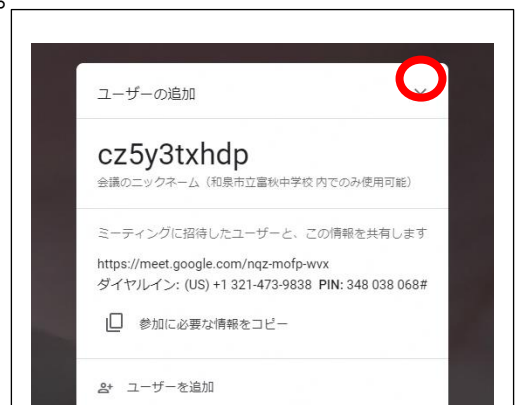 ユーザーの追加
cz5y3txhdp
会議のニックネーム（和泉市立富秋中学校 内でのみ使用可能）
ミーティングに招待したユーザーと、この情報を共有します
https://meet.google.com/nqz-mofp-wvx
ダイヤルイン: (US) +1 321-473-9838 PIN: 348 038 068#
参加に必要な情報をコピー
ユーザーを追加